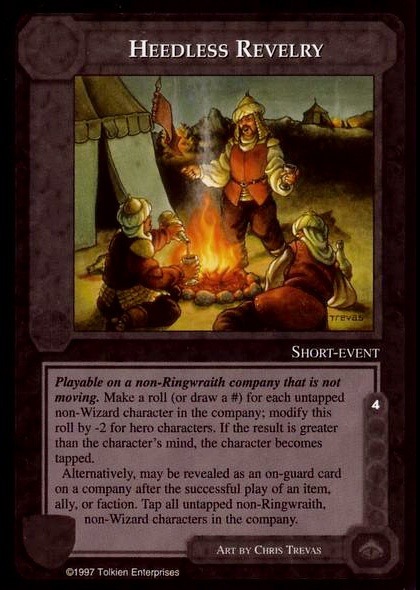 HEEDLESS REVELRY
TREVAS
SHORT-EVENT
Playable on a non-Ringwraith company that is not
moving. Make a roll (or draw a #) for each untapped
non-Wizard character in the company; modify this
roll by -2 for hero characters. If the result is greater
than the character's mind, the character becomes
tapped.
Alternatively, may be revealed as an on-guard card
on a company after the successful play of an item,
ally, or faction. Tap all untapped non-Ringwraith,
non-Wizard characters in the company.
4
ART BY CHRIS TREVAS
©1997 Tolkien Enterprises